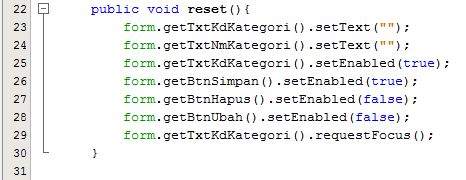 22 public void reset(){
23 form.getTxtKdKategori().setText("");
24 form.getTxtNmKategori().setText("");
25 form.getTxtKdKategori().setEnabled(true);
26 form.getBtnSimpan().setEnabled(true);
27 form.getBtnHapus().setEnabled(false);
28 form.getBtnUbah().setEnabled(false);
29 form.getTxtKdKategori().requestFocus();
30 }
31